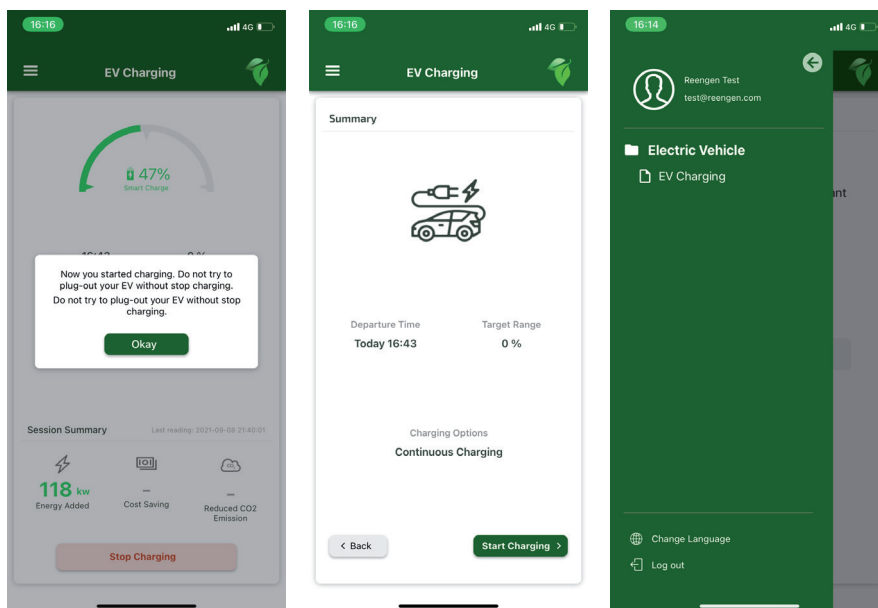 16:16
4G
EV Charging
47%
Smart Charge
16:43 0 %
Now you started charging. Do not try to
plug-out your EV without stop charging.
Do not try to plug-out your EV without stop
charging.
Okay
Session Summary Last reading: 2021-09-08 21:40:01
118 kw
Energy Added
Cost Saving
Reduced CO2
Emission
Stop Charging
16:16
4G
EV Charging
Summary
Departure Time Target Range
Today 16:43 0 %
Charging Options
Continuous Charging
< Back
Start Charging >
16:14
4G
Reengen Test
test@reengen.com
Electric Vehicle
EV Charging
ant
Change Language
Log out